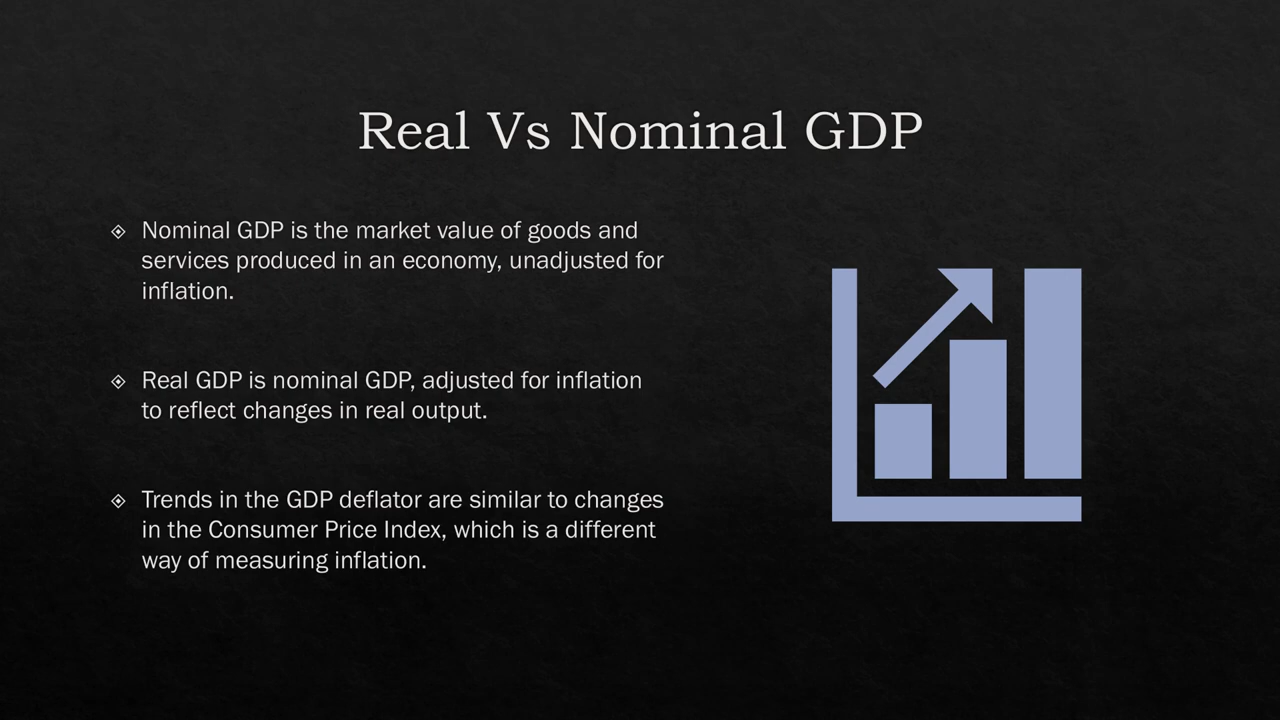 Real Vs Nominal GDP
Nominal GDP is the market value of goods and
services produced in an economy, unadjusted for
inflation.
Real GDP is nominal GDP, adjusted for inflation
to reflect changes in real output.
Trends in the GDP deflator are similar to changes
in the Consumer Price Index, which is a different
way of measuring inflation.